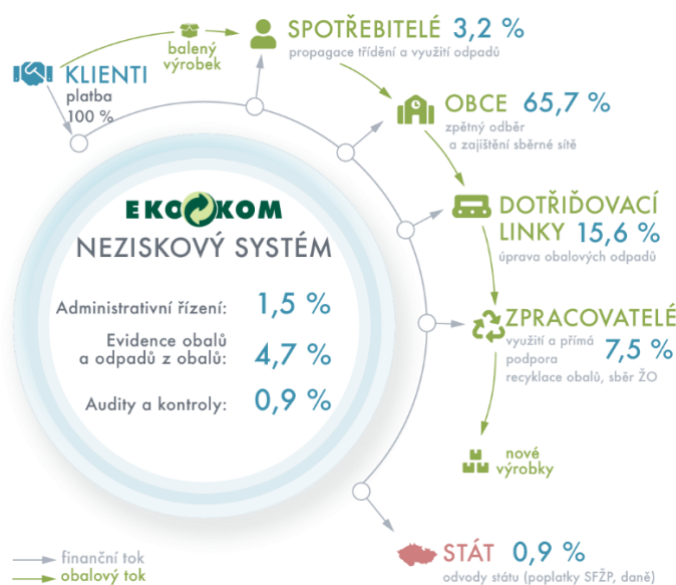 SPOTŘEBITELÉ 3,2 %
propagace třídění a využití odpadů
balený
výrobek
KLIENTI
platba
100 %
OBCE 65,7 %
zpětný odběr
a zajištění sběrné sítě
DOTŘIĎOVACÍ
LINKY 15,6 %
úprava obalových odpadů
ZPRACOVATELÉ
využití a přímá
podpora
7,5 %
recyklace obalů, sběr ŽO
nové
výrobky
STÁT 0,9 %
odvody státu (poplatky SFŽP, daně)
EKO KOM
NEZISKOVÝ SYSTÉM
Administrativní řízení: 1,5 %
Evidence obalů
a odpadů z obalů: 4,7 %
Audity a kontroly: 0,9 %
finanční tok
obalový tok